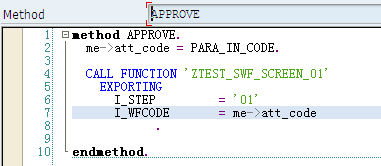 Method APPROVE
1 method APPROVE.
2 me->att_code = PARA_IN_CODE.
3
4 CALL FUNCTION 'ZTEST_SWF_SCREEN_01'
5 EXPORTING
6 I_STEP = '01'
7 I_WFCODE = me->att_code
8 .
9
10 endmethod.